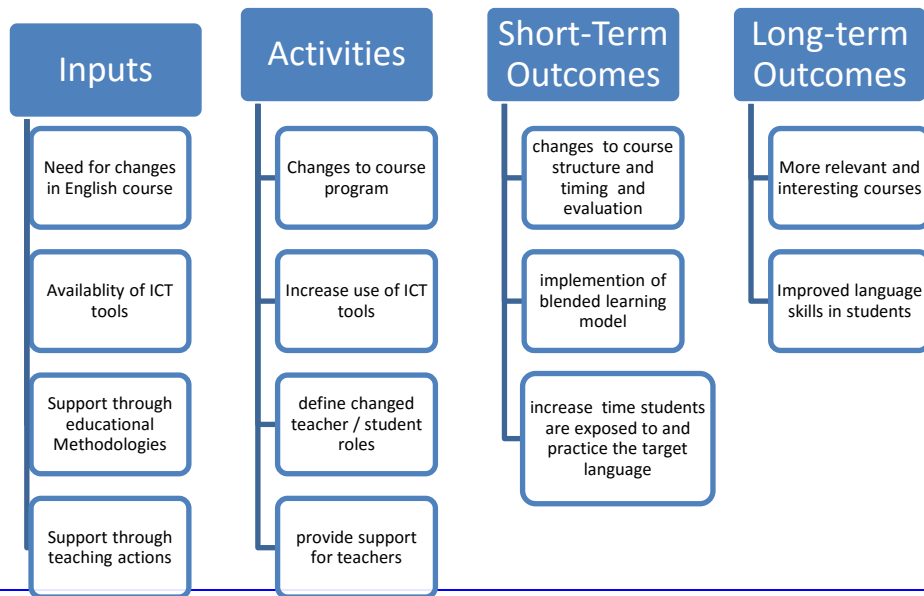 Inputs
Need for changes
in English course
Availablity of ICT
tools
Support through
educational
Methodologies
Support through
teaching actions
Activities
Changes to course
program
Increase use of ICT
tools
define changed
teacher / student
roles
provide support
for teachers
Short-Term
Outcomes
changes to course
structure and
timing and
evaluation
implemention of
blended learning
model
increase time students
are exposed to and
practice the target
language
Long-term
Outcomes
More relevant and
interesting courses
Improved language
skills in students